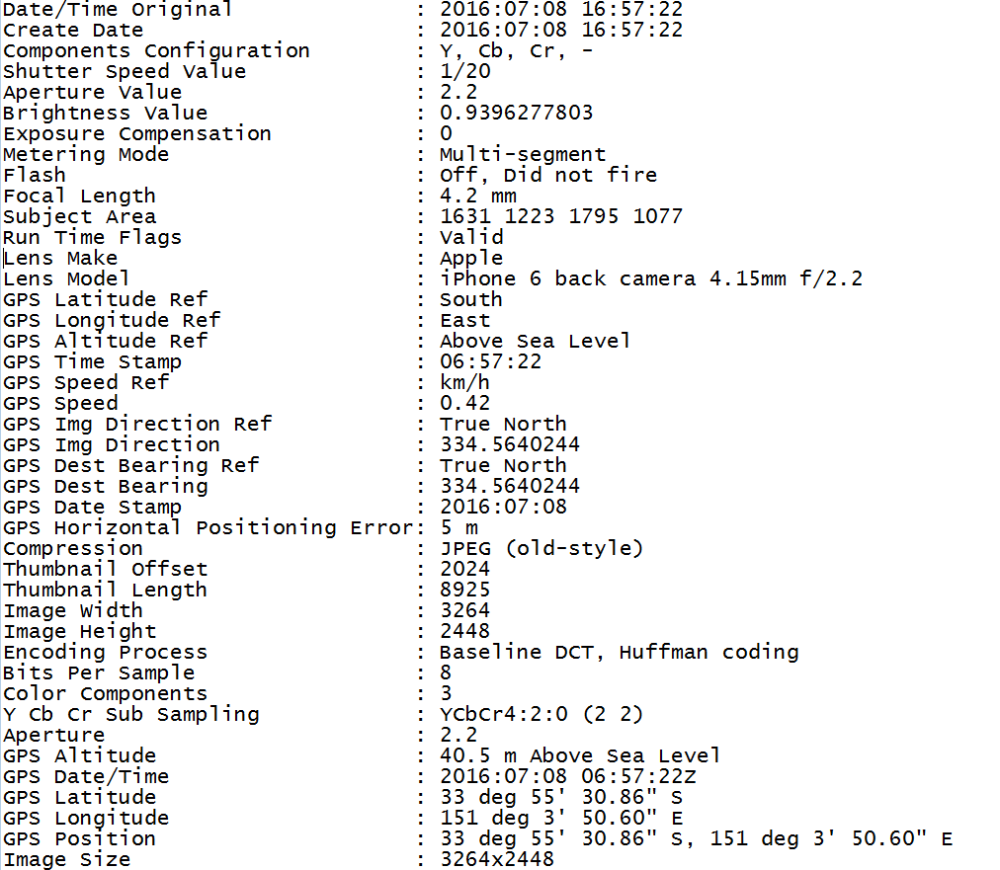 Date/Time Original : 2016:07:08 16:57:22
Create Date : 2016:07:08 16:57:22
Components Configuration : Y, Cb, Cr, -
Shutter Speed Value : 1/20
Aperture Value : 2.2
Brightness Value : 0.9396277803
Exposure Compensation : 0
Metering Mode : Multi-segment
Flash : Off, Did not fire
Focal Length : 4.2 mm
Subject Area : 1631 1223 1795 1077
Run Time Flags : Valid
Lens Make : Apple
Lens Model : iPhone 6 back camera 4.15mm f/2.2
GPS Latitude Ref : South
GPS Longitude Ref : East
GPS Altitude Ref : Above Sea Level
GPS Time Stamp : 06:57:22
GPS Speed Ref : km/h
GPS Speed : 0.42
GPS Img Direction Ref : True North
GPS Img Direction : 334.5640244
GPS Dest Bearing Ref : True North
GPS Dest Bearing : 334.5640244
GPS Date Stamp : 2016:07:08
GPS Horizontal Positioning Error: 5 m
Compression : JPEG (old-style)
Thumbnail Offset : 2024
Thumbnail Length : 8925
Image Width : 3264
Image Height : 2448
Encoding Process : Baseline DCT, Huffman coding
Bits Per Sample : 8
Color Components : 3
Y Cb Cr Sub Sampling : YCbCr4:2:0 (2 2)
Aperture : 2.2
GPS Altitude : 40.5 m Above Sea Level
GPS Date/Time : 2016:07:08 06:57:22Z
GPS Latitude : 33 deg 55' 30.86" S
GPS Longitude : 151 deg 3' 50.60" E
GPS Position : 33 deg 55' 30.86" S, 151 deg 3' 50.60" E
Image Size : 3264x2448